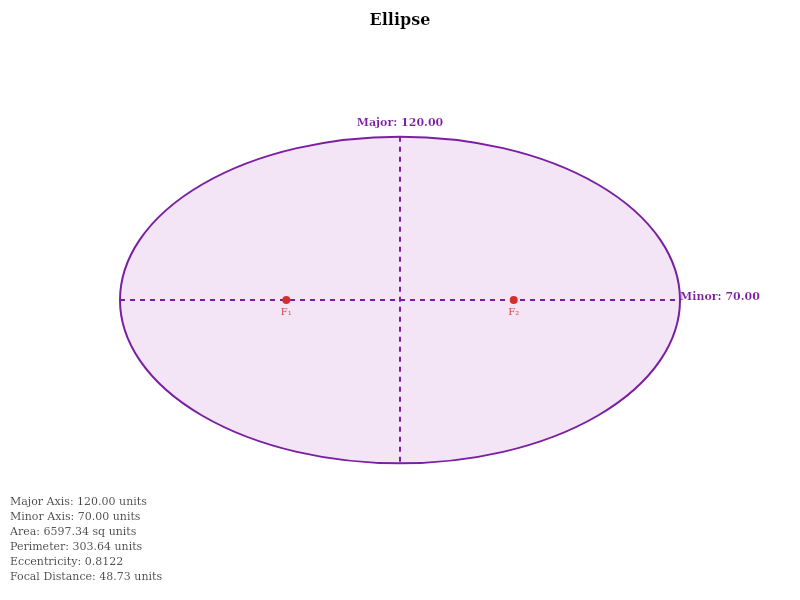 Ellipse
Major: 120.00
Minor: 70.00
F₁
F₂
Major Axis: 120.00 units
Minor Axis: 70.00 units
Area: 6597.34 sq units
Perimeter: 303.64 units
Eccentricity: 0.8122
Focal Distance: 48.73 units